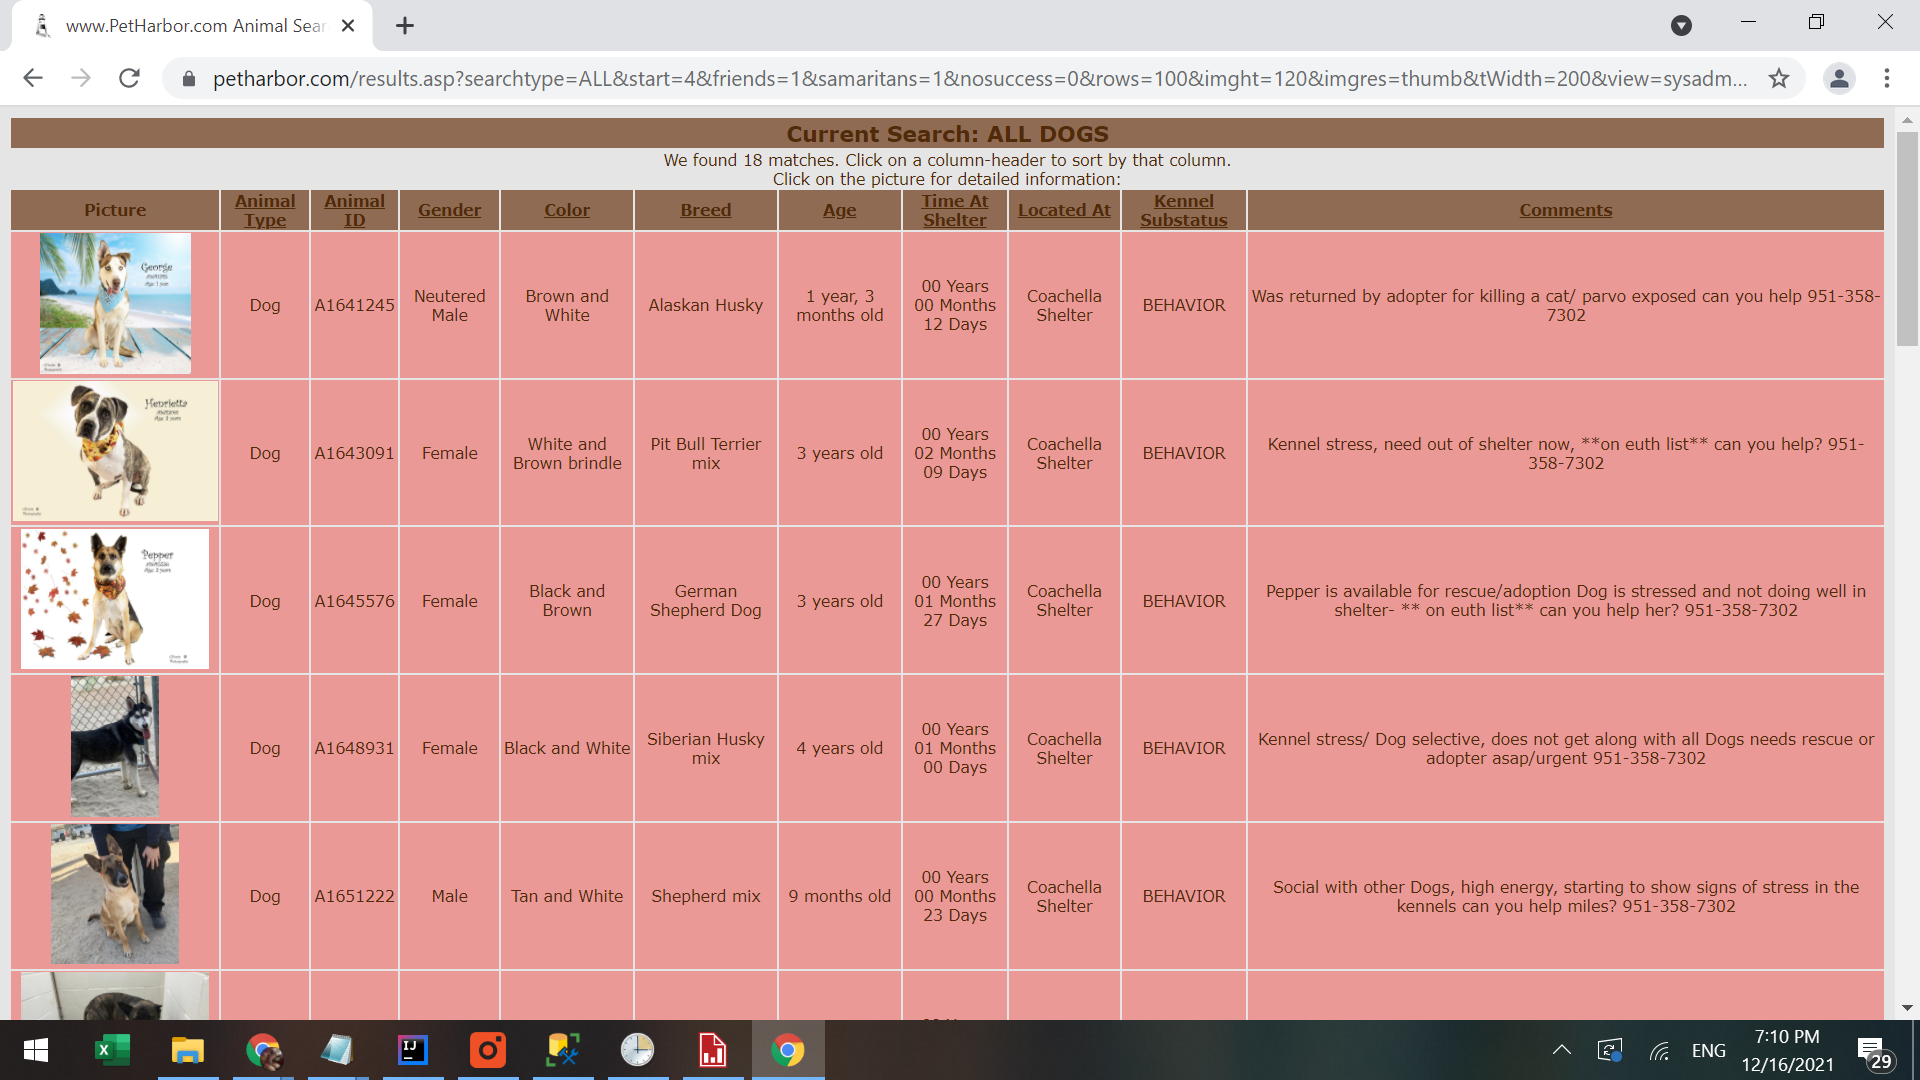 www.PetHarbor.com Animal Sear
petharbor.com/results.asp?searchtype=ALL&start=4&friends=1&samaritans=1&nosuccess=0&rows=100&imght=120&imgres=thumb&tWidth=200&view=sysadm...
Current Search: ALL DOGS
We found 18 matches. Click on a column-header to sort by that column.
Click on the picture for detailed information:
Picture
Animal
Type
Animal
ID
Gender
Color
Breed
Age
Time At
Shelter
Located At
Kennel
Substatus
Comments
George
Dog
A1641245
Neutered
Male
Brown and
White
Alaskan Husky
1 year, 3
months old
00 Years
00 Months
12 Days
Coachella
Shelter
BEHAVIOR
Was returned by adopter for killing a cat/ parvo exposed can you help 951-358-
7302
Henrietta
Dog
A1643091
Female
White and
Brown brindle
Pit Bull Terrier
mix
3 years old
00 Years
02 Months
09 Days
Coachella
Shelter
BEHAVIOR
Kennel stress, need out of shelter now, **on euth list** can you help? 951-
358-7302
Pepper
Dog
A1645576
Female
Black and
Brown
German
Shepherd Dog
3 years old
00 Years
01 Months
27 Days
Coachella
Shelter
BEHAVIOR
Pepper is available for rescue/adoption Dog is stressed and not doing well in
shelter- ** on euth list** can you help her? 951-358-7302
Dog
A1648931
Female
Black and White
Siberian Husky
mix
4 years old
00 Years
01 Months
00 Days
Coachella
Shelter
BEHAVIOR
Kennel stress/ Dog selective, does not get along with all Dogs needs rescue or
adopter asap/urgent 951-358-7302
Dog
A1651222
Male
Tan and White
Shepherd mix
9 months old
00 Years
00 Months
23 Days
Coachella
Shelter
BEHAVIOR
Social with other Dogs, high energy, starting to show signs of stress in the
kennels can you help miles? 951-358-7302
ENG
7:10 PM
12/16/2021
29